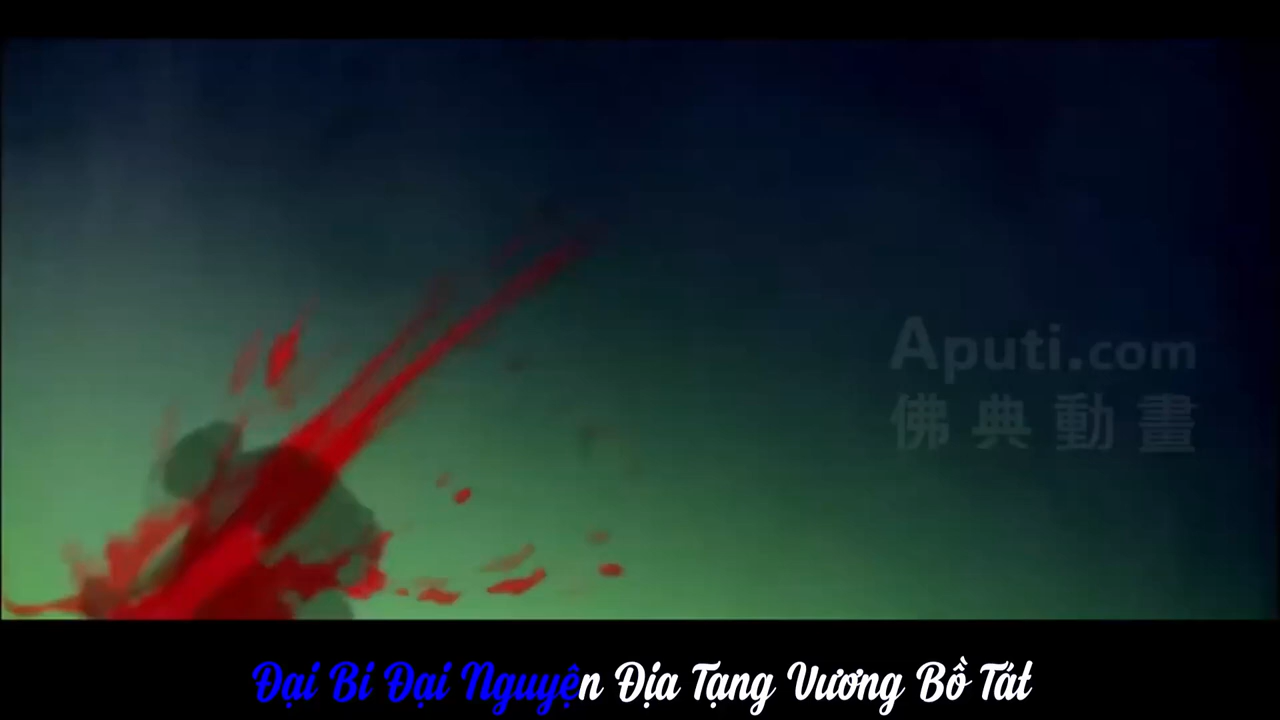 Aputi.com
佛典動畫
Đại Bi Đại Nguyện Địa Tạng Vương Bồ Tát